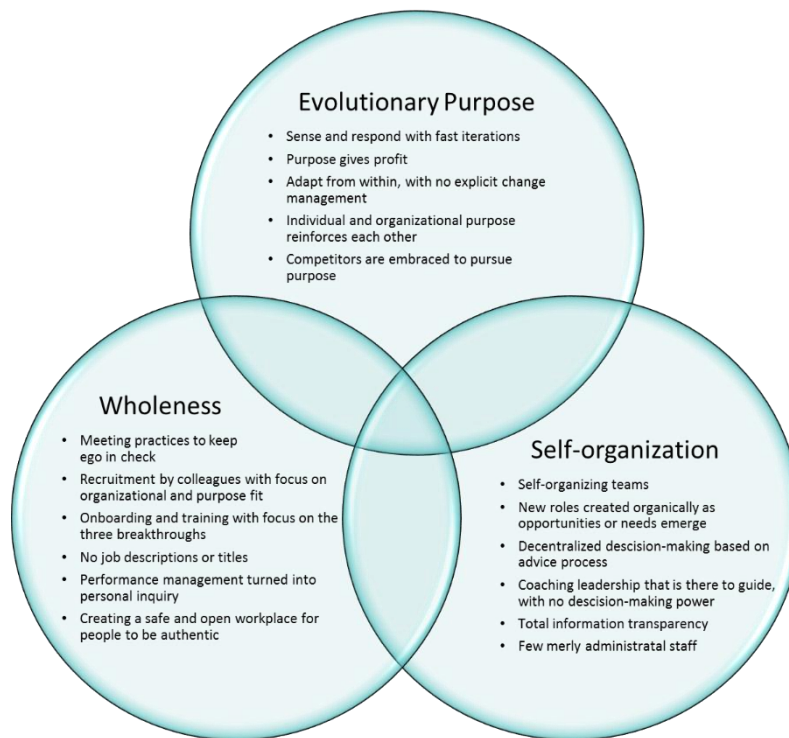 Evolutionary Purpose
• Sense and respond with fast iterations
• Purpose gives profit
• Adapt from within, with no explicit change
management
• Individual and organizational purpose
reinforces each other
• Competitors are embraced to pursue
purpose
Wholeness
• Meeting practices to keep
ego in check
• Recruitment by colleagues with focus on
organizational and purpose fit
• Onboarding and training with focus on the
three breakthroughs
• No job descriptions or titles
• Performance management turned into
personal inquiry
• Creating a safe and open workplace for
people to be authentic
Self-organization
• Self-organizing teams
• New roles created organically as
opportunities or needs emerge
• Decentralized descision-making based on
advice process
• Coaching leadership that is there to guide,
with no descision-making power
• Total information transparency
• Few merly administratal staff